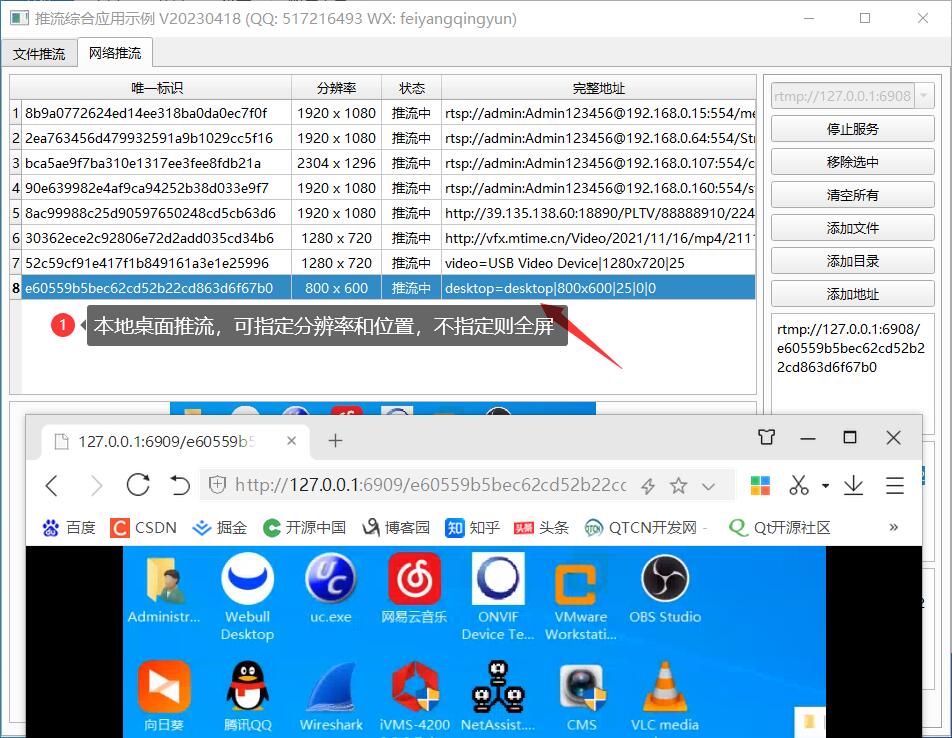 推流综合应用示例 V20230418 (QQ: 517216493 WX: feiyangqingyun)
文件推流 网络推流
唯一标识 分辨率 状态 完整地址
1 8b9a0772624ed14ee318ba0da0ec7f0f 1920 x 1080 推流中 rtsp://admin:Admin123456@192.168.0.15:554/me
2 2ea763456d479932591a9b1029cc5f16 1920 x 1080 推流中 rtsp://admin:Admin123456@192.168.0.64:554/Str
3 bca5ae9f7ba310e1317ee3fee8fdb21a 2304 x 1296 推流中 rtsp://admin:Admin123456@192.168.0.107:554/c
4 90e639982e4af9ca94252b38d033e9f7 1920 x 1080 推流中 rtsp://admin:Admin123456@192.168.0.160:554/s
5 8ac99988c25d90597650248cd5cb63d6 1920 x 1080 推流中 http://39.135.138.60:18890/PLTV/88888910/224
6 30362ece2c92806e72d2add035cd34b6 1280 x 720 推流中 http://vfx.mtime.cn/Video/2021/11/16/mp4/211
7 52c59cf91e417f1b849161a3e1e25996 1280 x 720 推流中 video=USB Video Device|1280x720|25
8 e60559b5bec62cd52b22cd863d6f67b0 800 x 600 推流中 desktop=desktop|800x600|25|0|0
1 本地桌面推流，可指定分辨率和位置，不指定则全屏
rtmp://127.0.0.1:6908
停止服务
移除选中
清空所有
添加文件
添加目录
添加地址
rtmp://127.0.0.1:6908/
e60559b5bec62cd52b2
2cd863d6f67b0
127.0.0.1:6909/e60559b5
http://127.0.0.1:6909/e60559b5bec62cd52b22cc
百度 CSDN 掘金 开源中国 博客园 知 知乎 头条 头条 QTCN开发网 - Qt开源社区 »
Administr... Webull Desktop uc.exe 网易云音乐 ONVIF Device Te... VMware Workstati... OBS Studio
向日葵 腾讯QQ Wireshark iVMS-4200 NetAssist... CMS VLC media